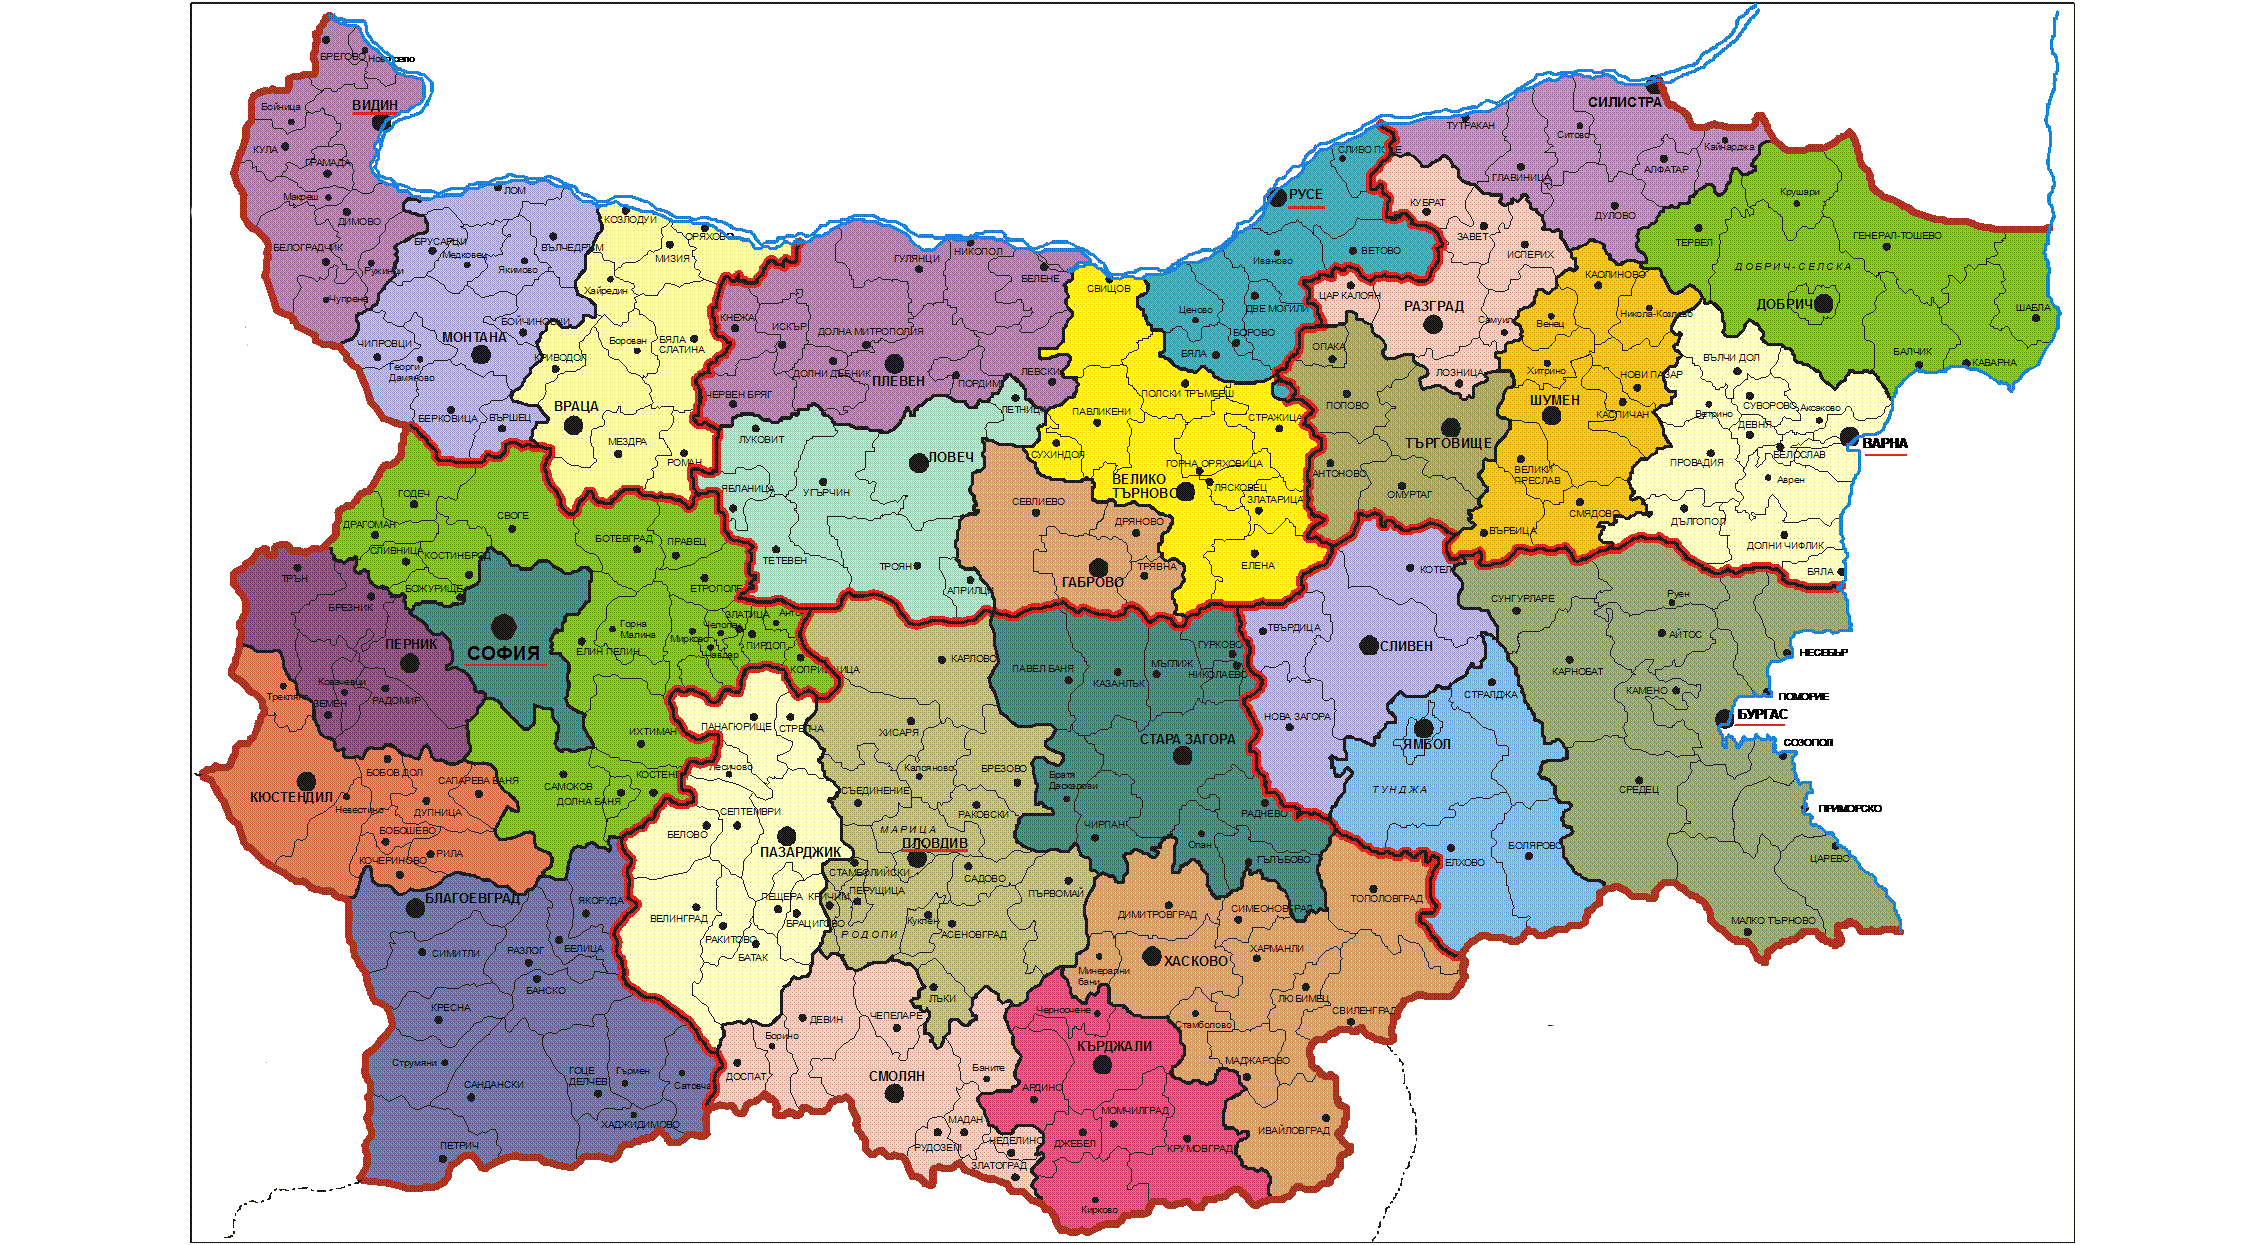 БРЕГОВО
Ново село
Бойница
ВИДИН
КУЛА
ГРАМАДА
Макреш
ДИМОВО
БЕЛОГРАДЧИК
Ружинци
Чупрене
ЛОМ
БРУСАРЦИ
Медковец
ВЪЛЧЕДРЪМ
Якимово
БОЙЧИНОВЦИ
МОНТАНА
ЧИПРОВЦИ
Георги
Дамяново
БЕРКОВИЦА
ВЪРШЕЦ
КОЗЛОДУЙ
ОРЯХОВО
МИЗИЯ
Хайредин
Борован
БЯЛА
СЛАТИНА
КРИВОДОЛ
ВРАЦА
МЕЗДРА
РОМАН
ГУЛЯНЦИ
НИКОПОЛ
БЕЛЕНЕ
КНЕЖА
ИСКЪР
ДОЛНА МИТРОПОЛИЯ
ДОЛНИ ДЪБНИК
ПЛЕВЕН
ПОРДИМ
ЛЕВСКИ
ЧЕРВЕН БРЯГ
ЛЕТНИЦА
ЛУКОВИТ
ЛОВЕЧ
ЯБЛАНИЦА
УГЪРЧИН
ТЕТЕВЕН
ТРОЯН
АПРИЛЦИ
СВИЩОВ
ПОЛСКИ ТРЪМБЕШ
ПАВЛИКЕНИ
СТРАЖИЦА
СУХИНДОЛ
ГОРНА ОРЯХОВИЦА
ВЕЛИКО
ТЪРНОВО
ЛЯСКОВЕЦ
ЗЛАТАРИЦА
ЕЛЕНА
СЕВЛИЕВО
ДРЯНОВО
ТРЯВНА
ГАБРОВО
СЛИВО ПОЛЕ
РУСЕ
ВЕТОВО
Иваново
ДВЕ МОГИЛИ
Ценово
БОРОВО
БЯЛА
СИЛИСТРА
ТУТРАКАН
Ситово
Кайнарджа
АЛФАТАР
ГЛАВИНИЦА
ДУЛОВО
КУБРАТ
ЗАВЕТ
ИСПЕРИХ
ЦАР КАЛОЯН
РАЗГРАД
Самуил
ЛОЗНИЦА
ОПАКА
ПОПОВО
ТЪРГОВИЩЕ
АНТОНОВО
ОМУРТАГ
КАОЛИНОВО
Никола-Козлево
Венец
Хитрино
НОВИ ПАЗАР
ШУМЕН
КАСПИЧАН
ВЕЛИКИ
ПРЕСЛАВ
СМЯДОВО
ВЪРБИЦА
Крушари
ТЕРВЕЛ
ГЕНЕРАЛ-ТОШЕВО
ДОБРИЧ-СЕЛСКА
ДОБРИЧ
ШАБЛА
БАЛЧИК
КАВАРНА
ВЪЛЧИ ДОЛ
СУВОРОВО
Аксаково
Ветрино
ДЕВНЯ
ВАРНА
БЕЛОСЛАВ
ПРОВАДИЯ
Аврен
ДЪЛГОПОЛ
ДОЛНИ ЧИФЛИК
БЯЛА
ГОДЕЧ
СВОГЕ
ДРАГОМАН
СЛИВНИЦА
КОСТИНБРОД
БОЖУРИЩЕ
БОТЕВГРАД
ПРАВЕЦ
ЕТРОПОЛЕ
Горна
Малина
ЕЛИН ПЕЛИН
ЗЛАТИЦА
Челопеч
Мирково
Чавдар
ПИРДОП
КОПРИВЩИЦА
ИХТИМАН
САМОКОВ
КОСТЕНЕЦ
ДОЛНА БАНЯ
СОФИЯ
ТРЪН
БРЕЗНИК
ПЕРНИК
Ковачевци
РАДОМИР
ЗЕМЕН
Трекляно
КЮСТЕНДИЛ
БОБОВ ДОЛ
САПАРЕВА БАНЯ
Невестино
ДУПНИЦА
БОБОШЕВО
РИЛА
КОЧЕРИНОВО
БЛАГОЕВГРАД
ЯКОРУДА
СИМИТЛИ
РАЗЛОГ
БЕЛИЦА
БАНСКО
КРЕСНА
Струмяни
САНДАНСКИ
ГОЦЕ
ДЕЛЧЕВ
Гърмен
Сатовча
ХАДЖИДИМОВО
ПЕТРИЧ
ПАНАГЮРИЩЕ
СТРЕЛЧА
Лесичово
СЕПТЕМВРИ
БЕЛОВО
ПАЗАРДЖИК
ПЕЩЕРА
БРАЦИГОВО
ВЕЛИНГРАД
РАКИТОВО
БАТАК
КАРЛОВО
ХИСАРЯ
Калояново
БРЕЗОВО
СЪЕДИНЕНИЕ
РАКОВСКИ
МАРИЦА
ПЛОВДИВ
СТАМБОЛИЙСКИ
ПЕРУЩИЦА
КРИЧИМ
САДОВО
ПЪРВОМАЙ
Куклен
РОДОПИ
АСЕНОВГРАД
ЛЪКИ
ПАВЕЛ БАНЯ
КАЗАНЛЪК
МЪГЛИЖ
ГУРКОВО
НИКОЛАЕВО
СТАРА ЗАГОРА
Братя
Даскалови
ЧИРПАН
РАДНЕВО
Опан
ГЪЛЪБОВО
КОТЕЛ
ТВЪРДИЦА
СЛИВЕН
НОВА ЗАГОРА
СТРАЛДЖА
ЯМБОЛ
ТУНДЖА
ЕЛХОВО
БОЛЯРОВО
СУНГУРЛАРЕ
Руен
АЙТОС
НЕСЕБЪР
КАРНОБАТ
КАМЕНО
ПОМОРИЕ
БУРГАС
СОЗОПОЛ
СРЕДЕЦ
ПРИМОРСКО
ЦАРЕВО
МАЛКО ТЪРНОВО
ДИМИТРОВГРАД
СИМЕОНОВГРАД
ТОПОЛОВГРАД
ХАРМАНЛИ
ХАСКОВО
Минерални
бани
ЛЮБИМЕЦ
СВИЛЕНГРАД
Стамболово
МАДЖАРОВО
ИВАЙЛОВГРАД
ДЕВИН
ЧЕПЕЛАРЕ
Борино
ДОСПАТ
СМОЛЯН
Баните
МАДАН
РУДОЗЕМ
НЕДЕЛИНО
ЗЛАТОГРАД
Черноочене
КЪРДЖАЛИ
АРДИНО
МОМЧИЛГРАД
ДЖЕБЕЛ
КРУМОВГРАД
Кирково